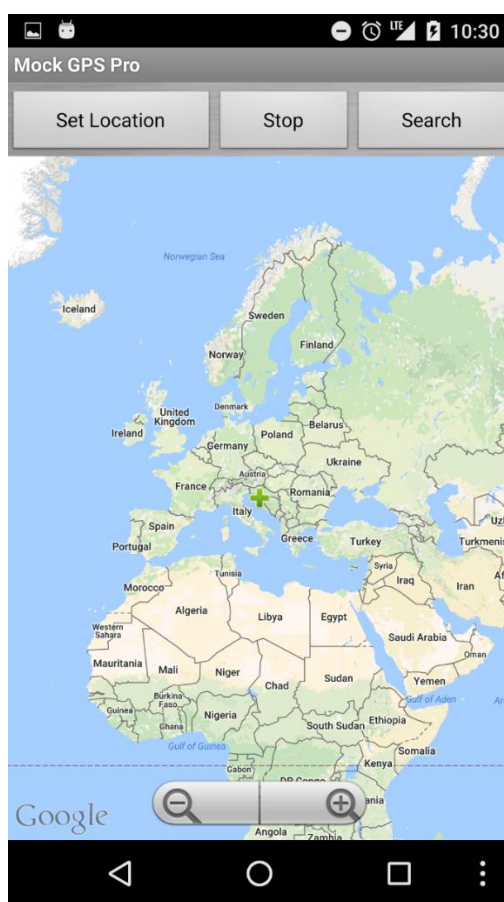 LTE 10:30
Mock GPS Pro
Set Location Stop Search
Norwegian Sea
Iceland
Sweden
Finland
Norway
Denmark
United
Kingdom
Ireland
Belarus
Poland
Germany
Ukraine
Austria
France
Romania
Italy
Spain
Portugal
Greece
Turkey
Turkmenis
Tunisia
Syria
Iraq
Iran
Morocco
Algeria
Libya
Egypt
Western
Sahara
Saudi Arabia
Oman
Mauritania
Mali
Niger
Chad
Sudan
Yemen
Gulf of Aden
Burkina
Faso
Guinea
Nigeria
Ghana
South Sudan
Ethiopia
Gulf of Guinea
Somalia
Gabon
Kenya
DR Congo
Google
Angola
Zambia